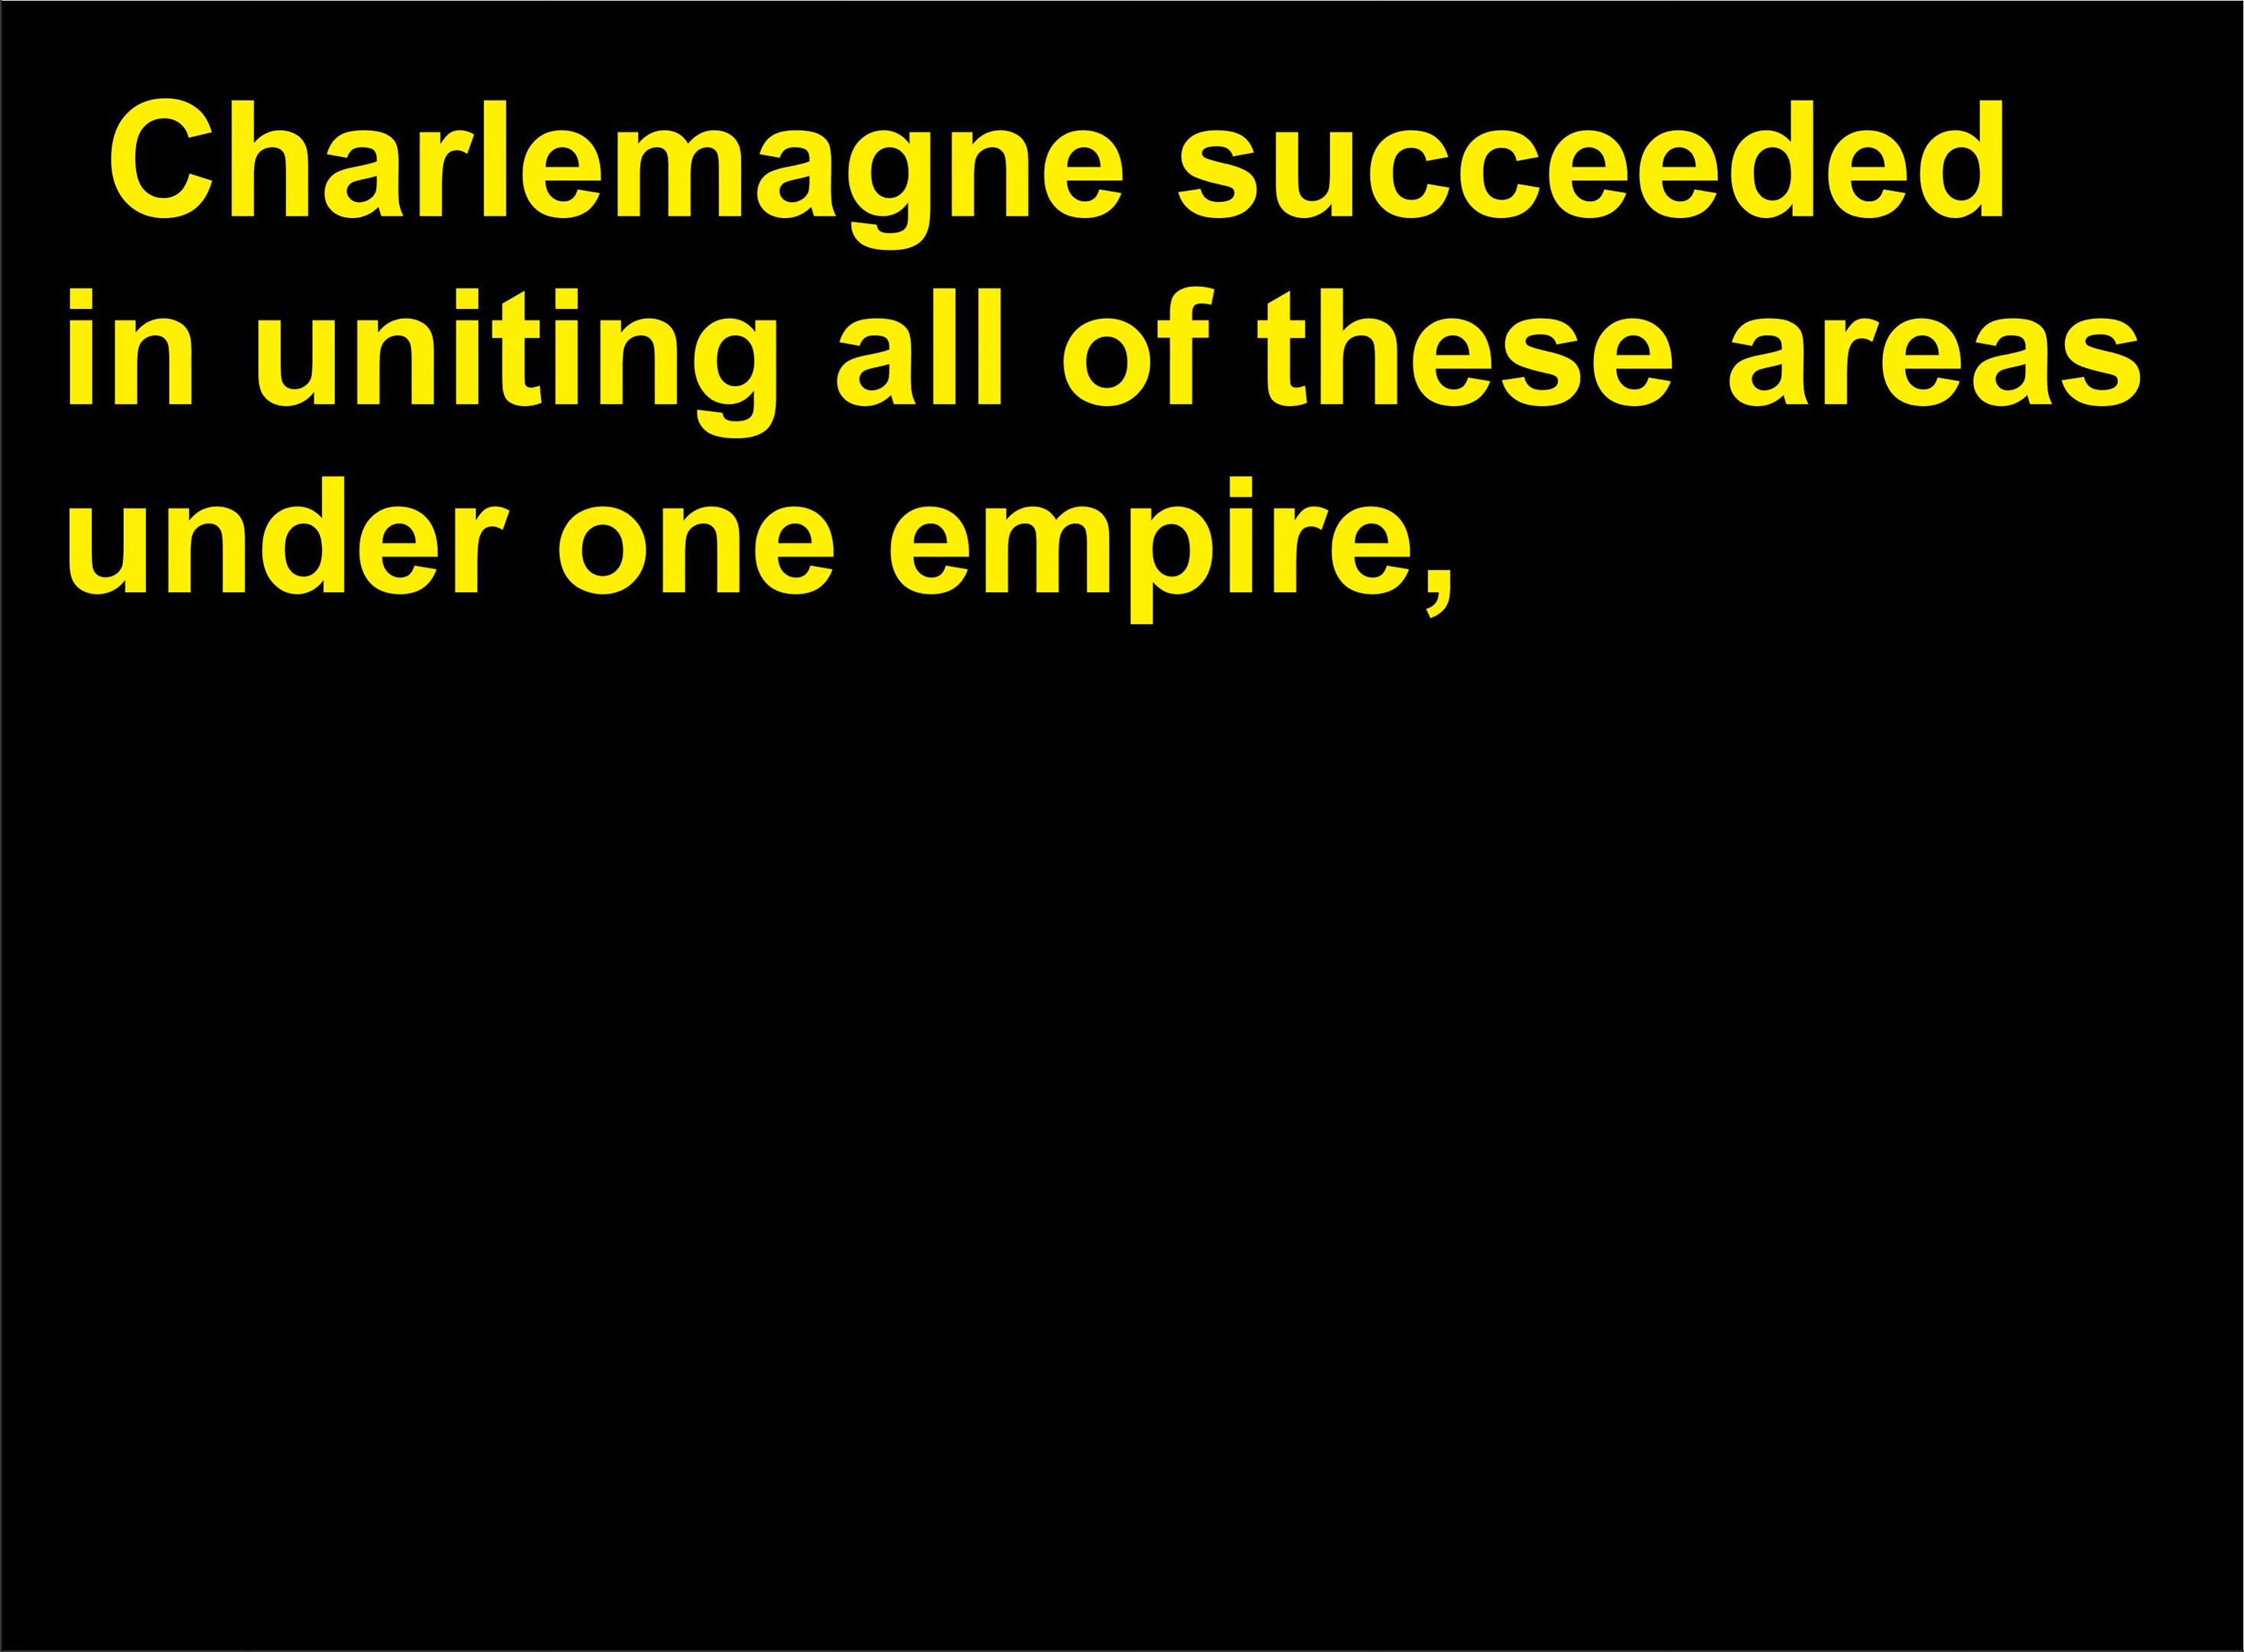 Charlemagne succeeded
in uniting all of these areas
under one empire,